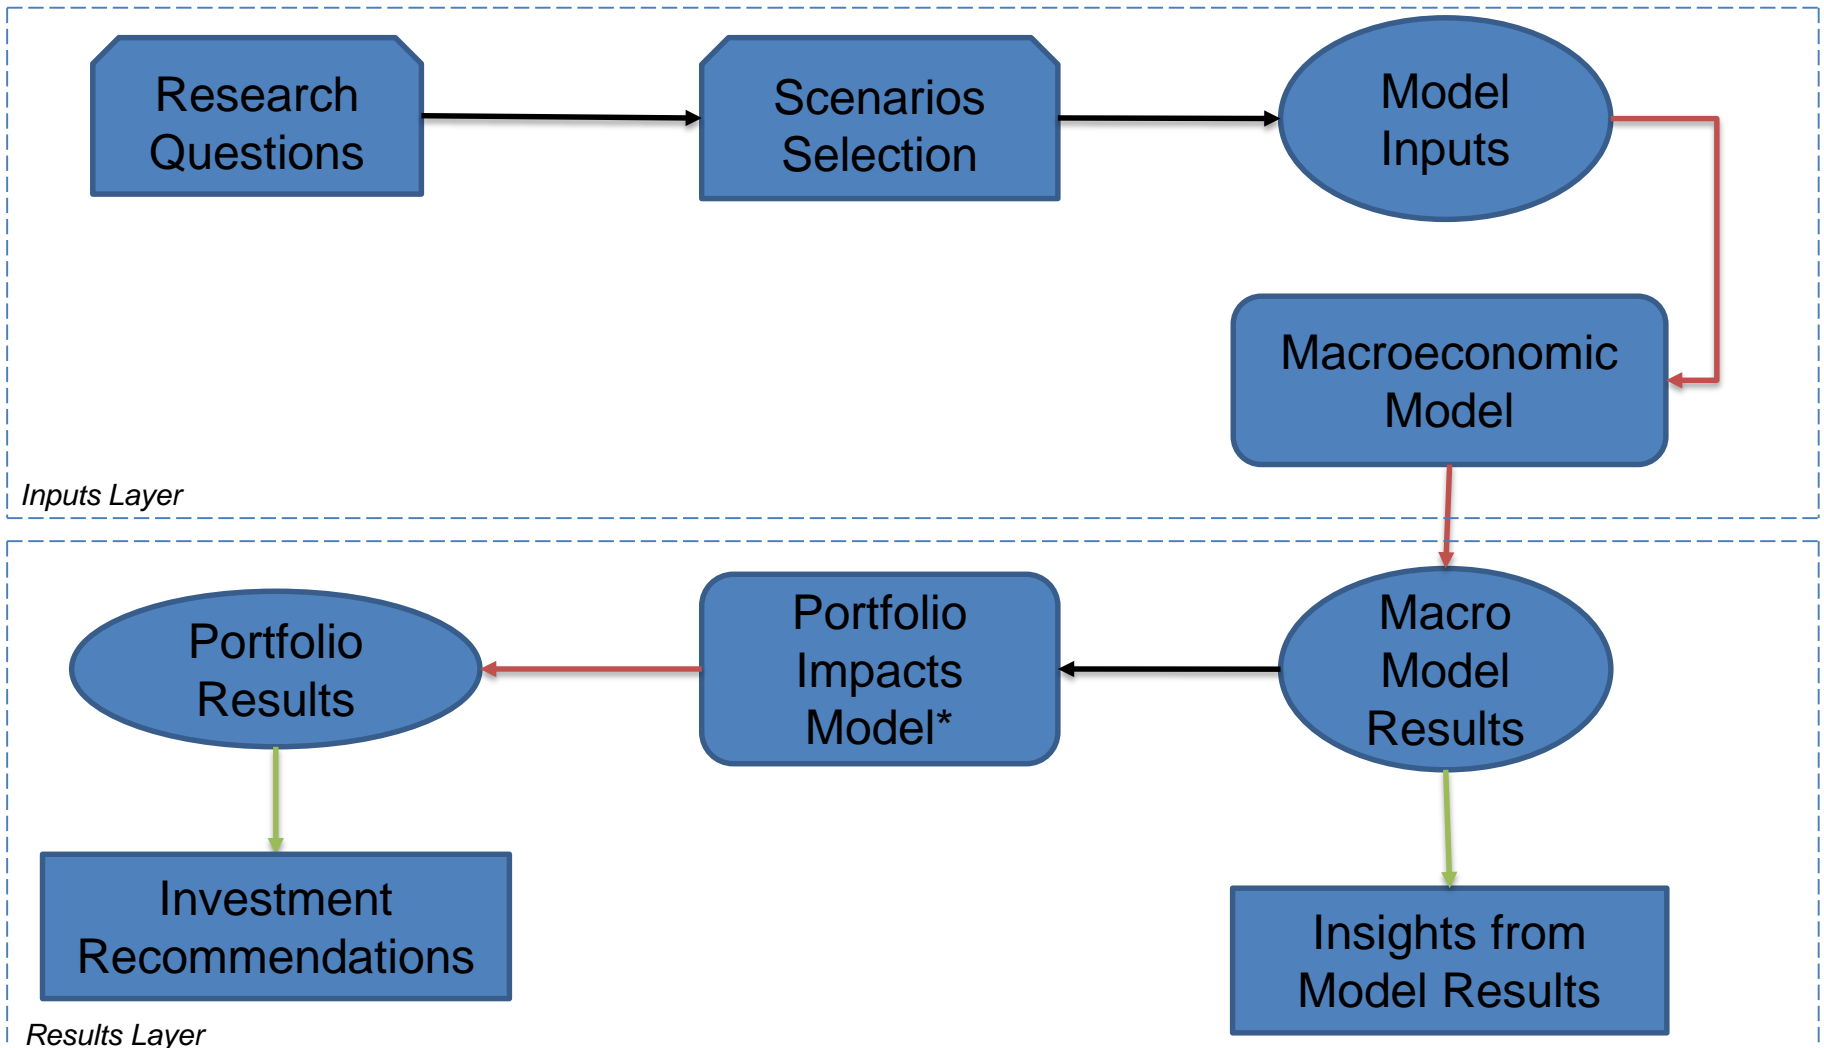 Research
Questions
Scenarios
Selection
Model
Inputs
Macroeconomic
Model
Inputs Layer
Portfolio
Results
Portfolio
Impacts
Model*
Macro
Model
Results
Investment
Recommendations
Insights from
Model Results
Results Layer